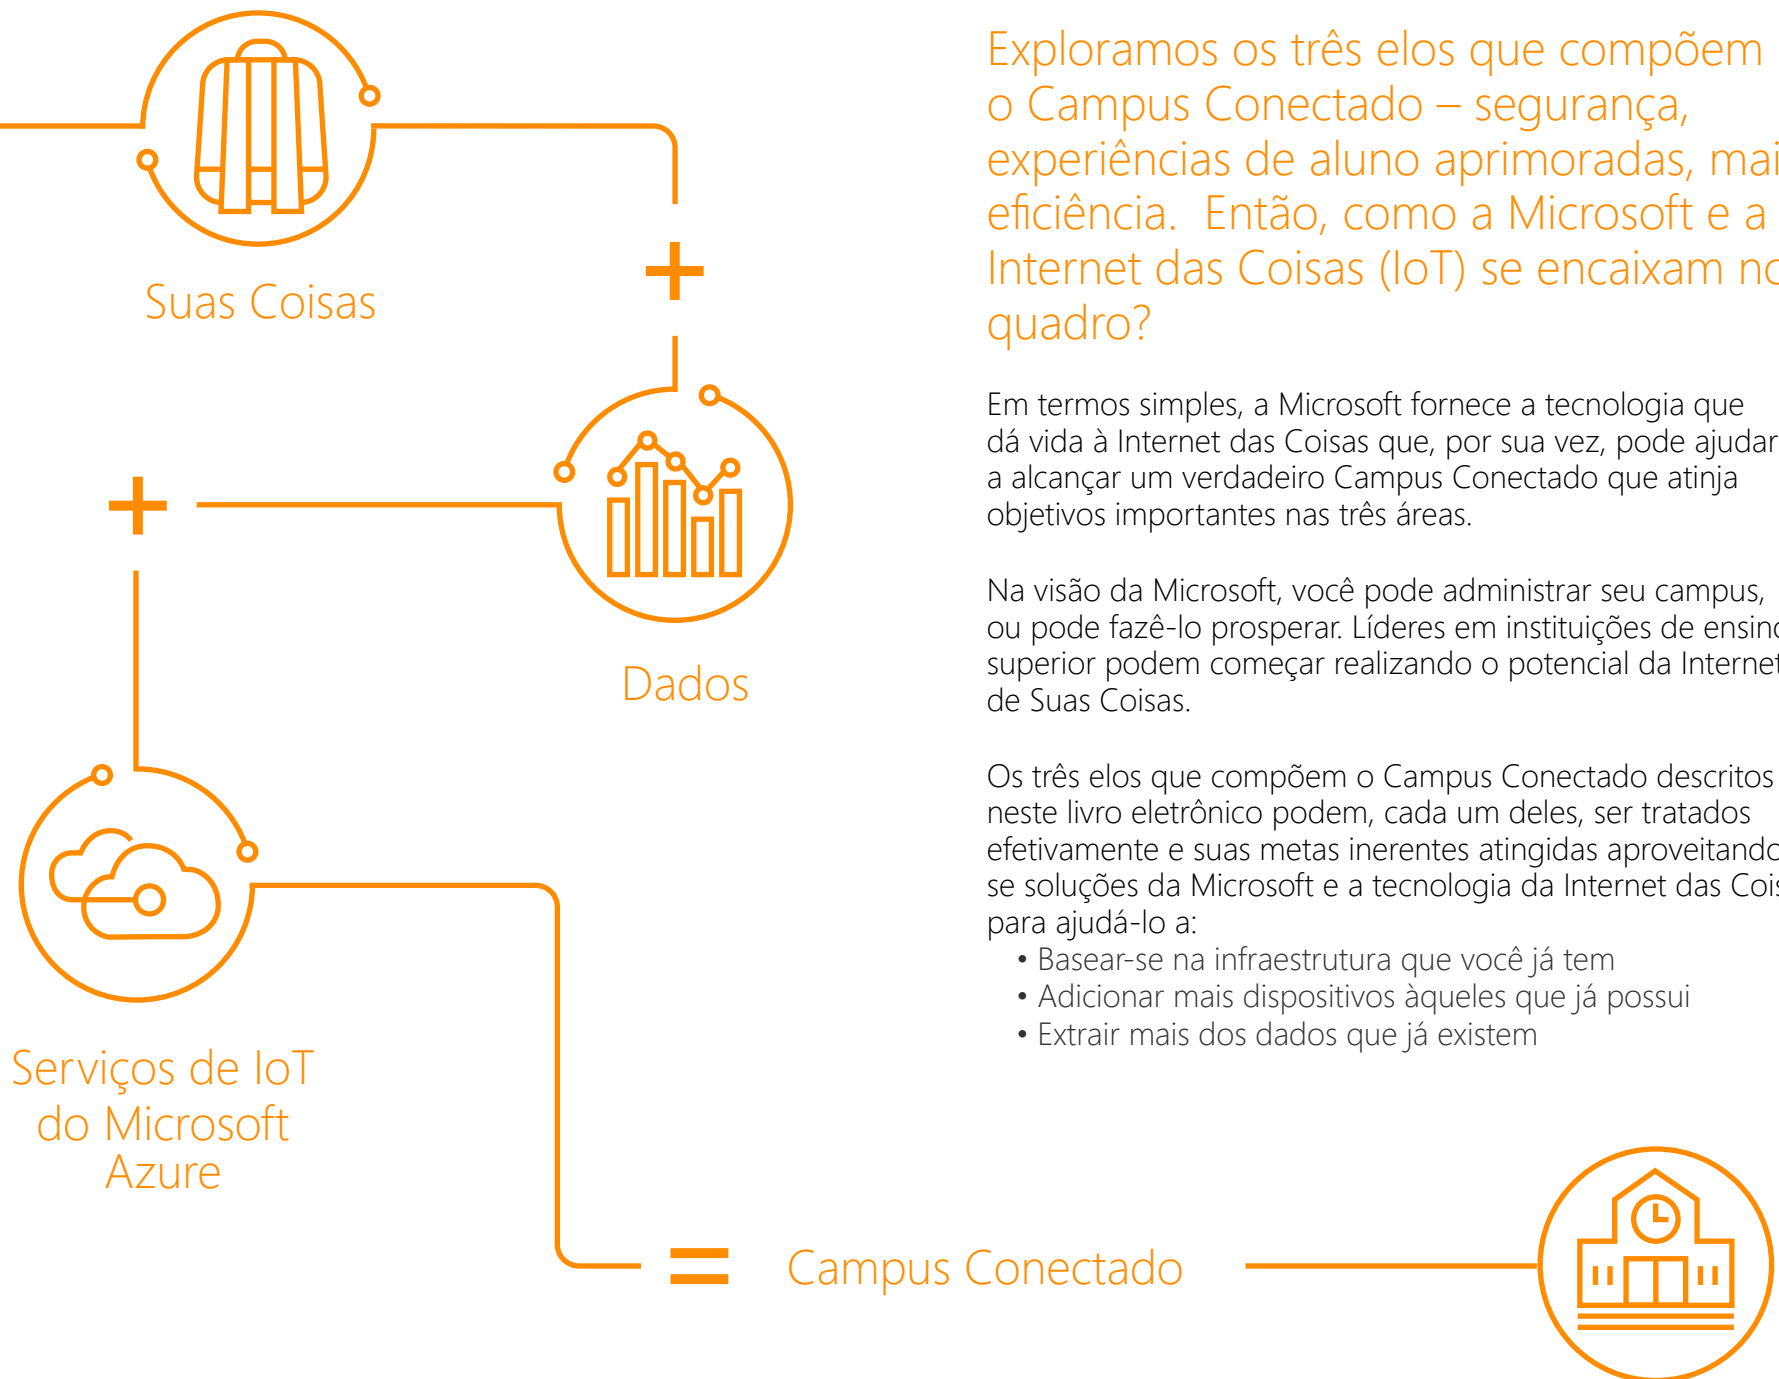 Exploramos os três elos que compõem
o Campus Conectado – segurança,
experiências de aluno aprimoradas, mai
eficiência. Então, como a Microsoft e a
Internet das Coisas (IoT) se encaixam no
quadro?
Em termos simples, a Microsoft fornece a tecnologia que
dá vida à Internet das Coisas que, por sua vez, pode ajudar
a alcançar um verdadeiro Campus Conectado que atinja
objetivos importantes nas três áreas.
Na visão da Microsoft, você pode administrar seu campus,
ou pode fazê-lo prosperar. Líderes em instituições de ensino
superior podem começar realizando o potencial da Internet
de Suas Coisas.
Os três elos que compõem o Campus Conectado descritos
neste livro eletrônico podem, cada um deles, ser tratados
efetivamente e suas metas inerentes atingidas aproveitando
se soluções da Microsoft e a tecnologia da Internet das Cois
para ajudá-lo a:
• Basear-se na infraestrutura que você já tem
• Adicionar mais dispositivos àqueles que já possui
• Extrair mais dos dados que já existem
Suas Coisas
+
Dados
+
Serviços de IoT
do Microsoft
Azure
= Campus Conectado